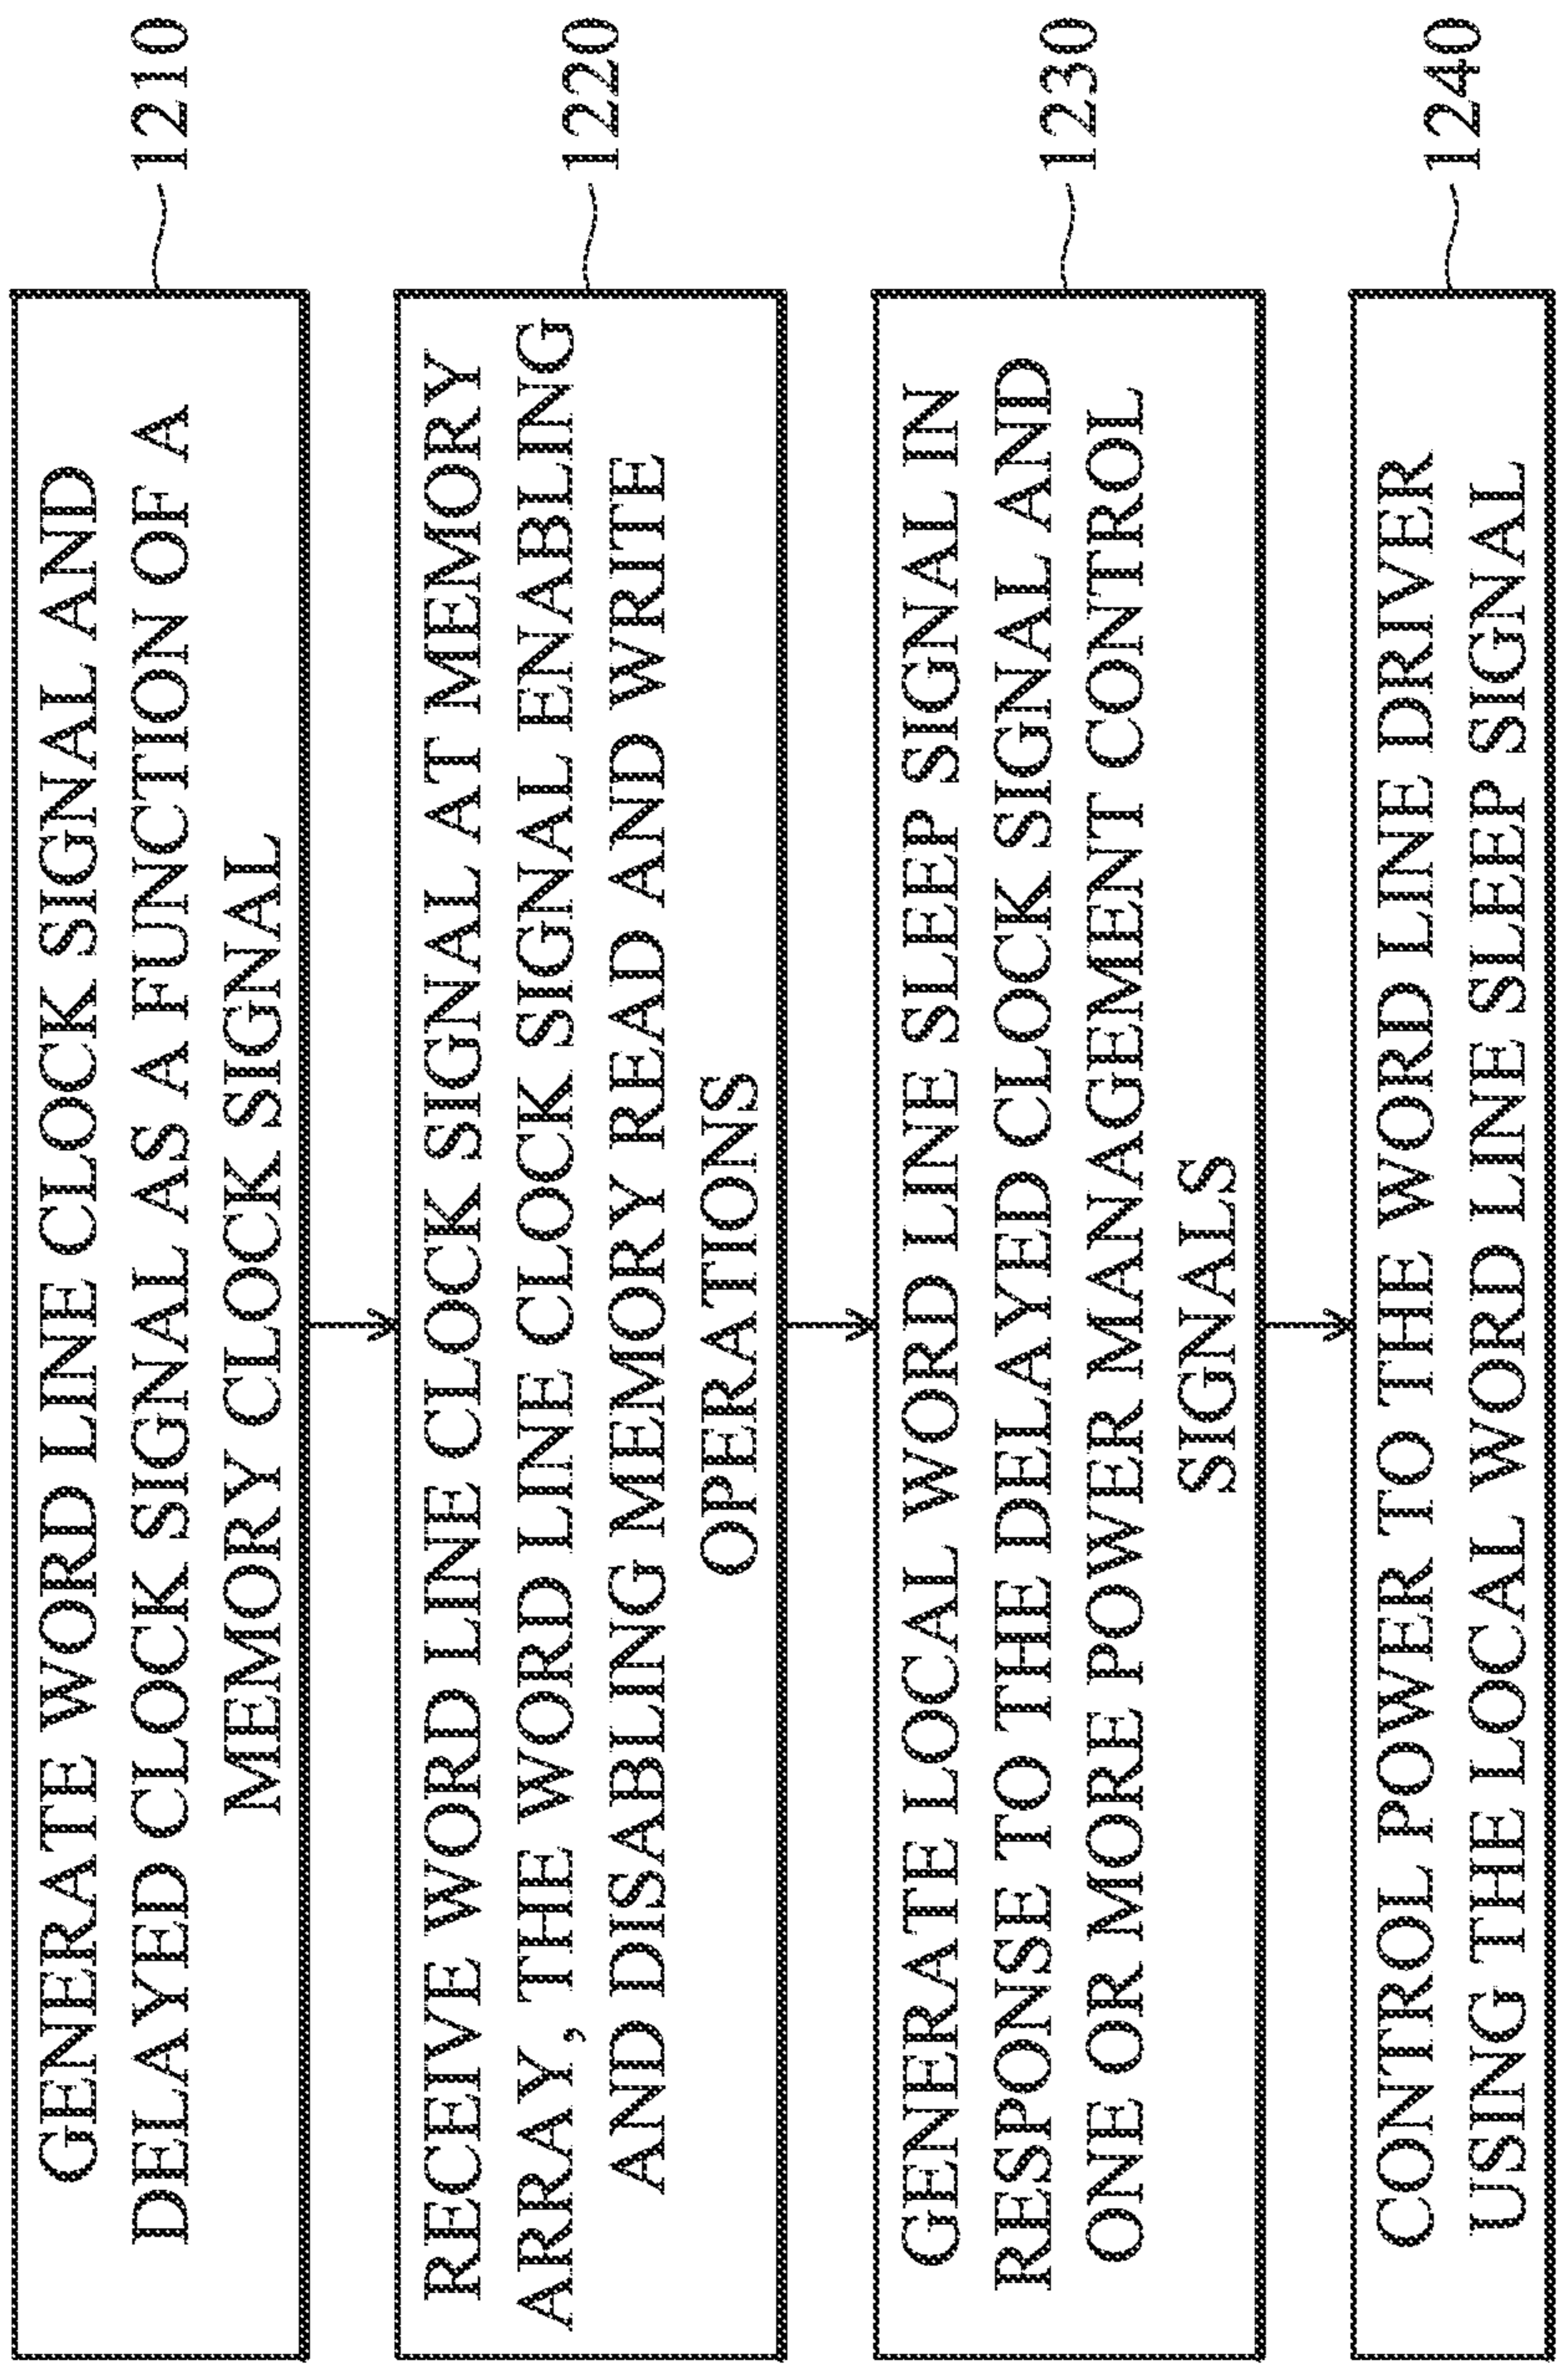 GENERATE WORD LINE CLOCK SIGNAL AND
DELAYED CLOCK SIGNAL AS A FUNCTION OF A
MEMORY CLOCK SIGNAL
1210
RECEIVE WORD LINE CLOCK SIGNAL AT MEMORY
ARRAY, THE WORD LINE CLOCK SIGNAL ENABLING
AND DISABLING MEMORY READ AND WRITE
OPERATIONS
1220
GENERATE LOCAL WORD LINE SLEEP SIGNAL IN
RESPONSE TO THE DELAYED CLOCK SIGNAL AND
ONE OR MORE POWER MANAGEMENT CONTROL
SIGNALS
1230
CONTROL POWER TO THE WORD LINE DRIVER
USING THE LOCAL WORD LINE SLEEP SIGNAL
1240